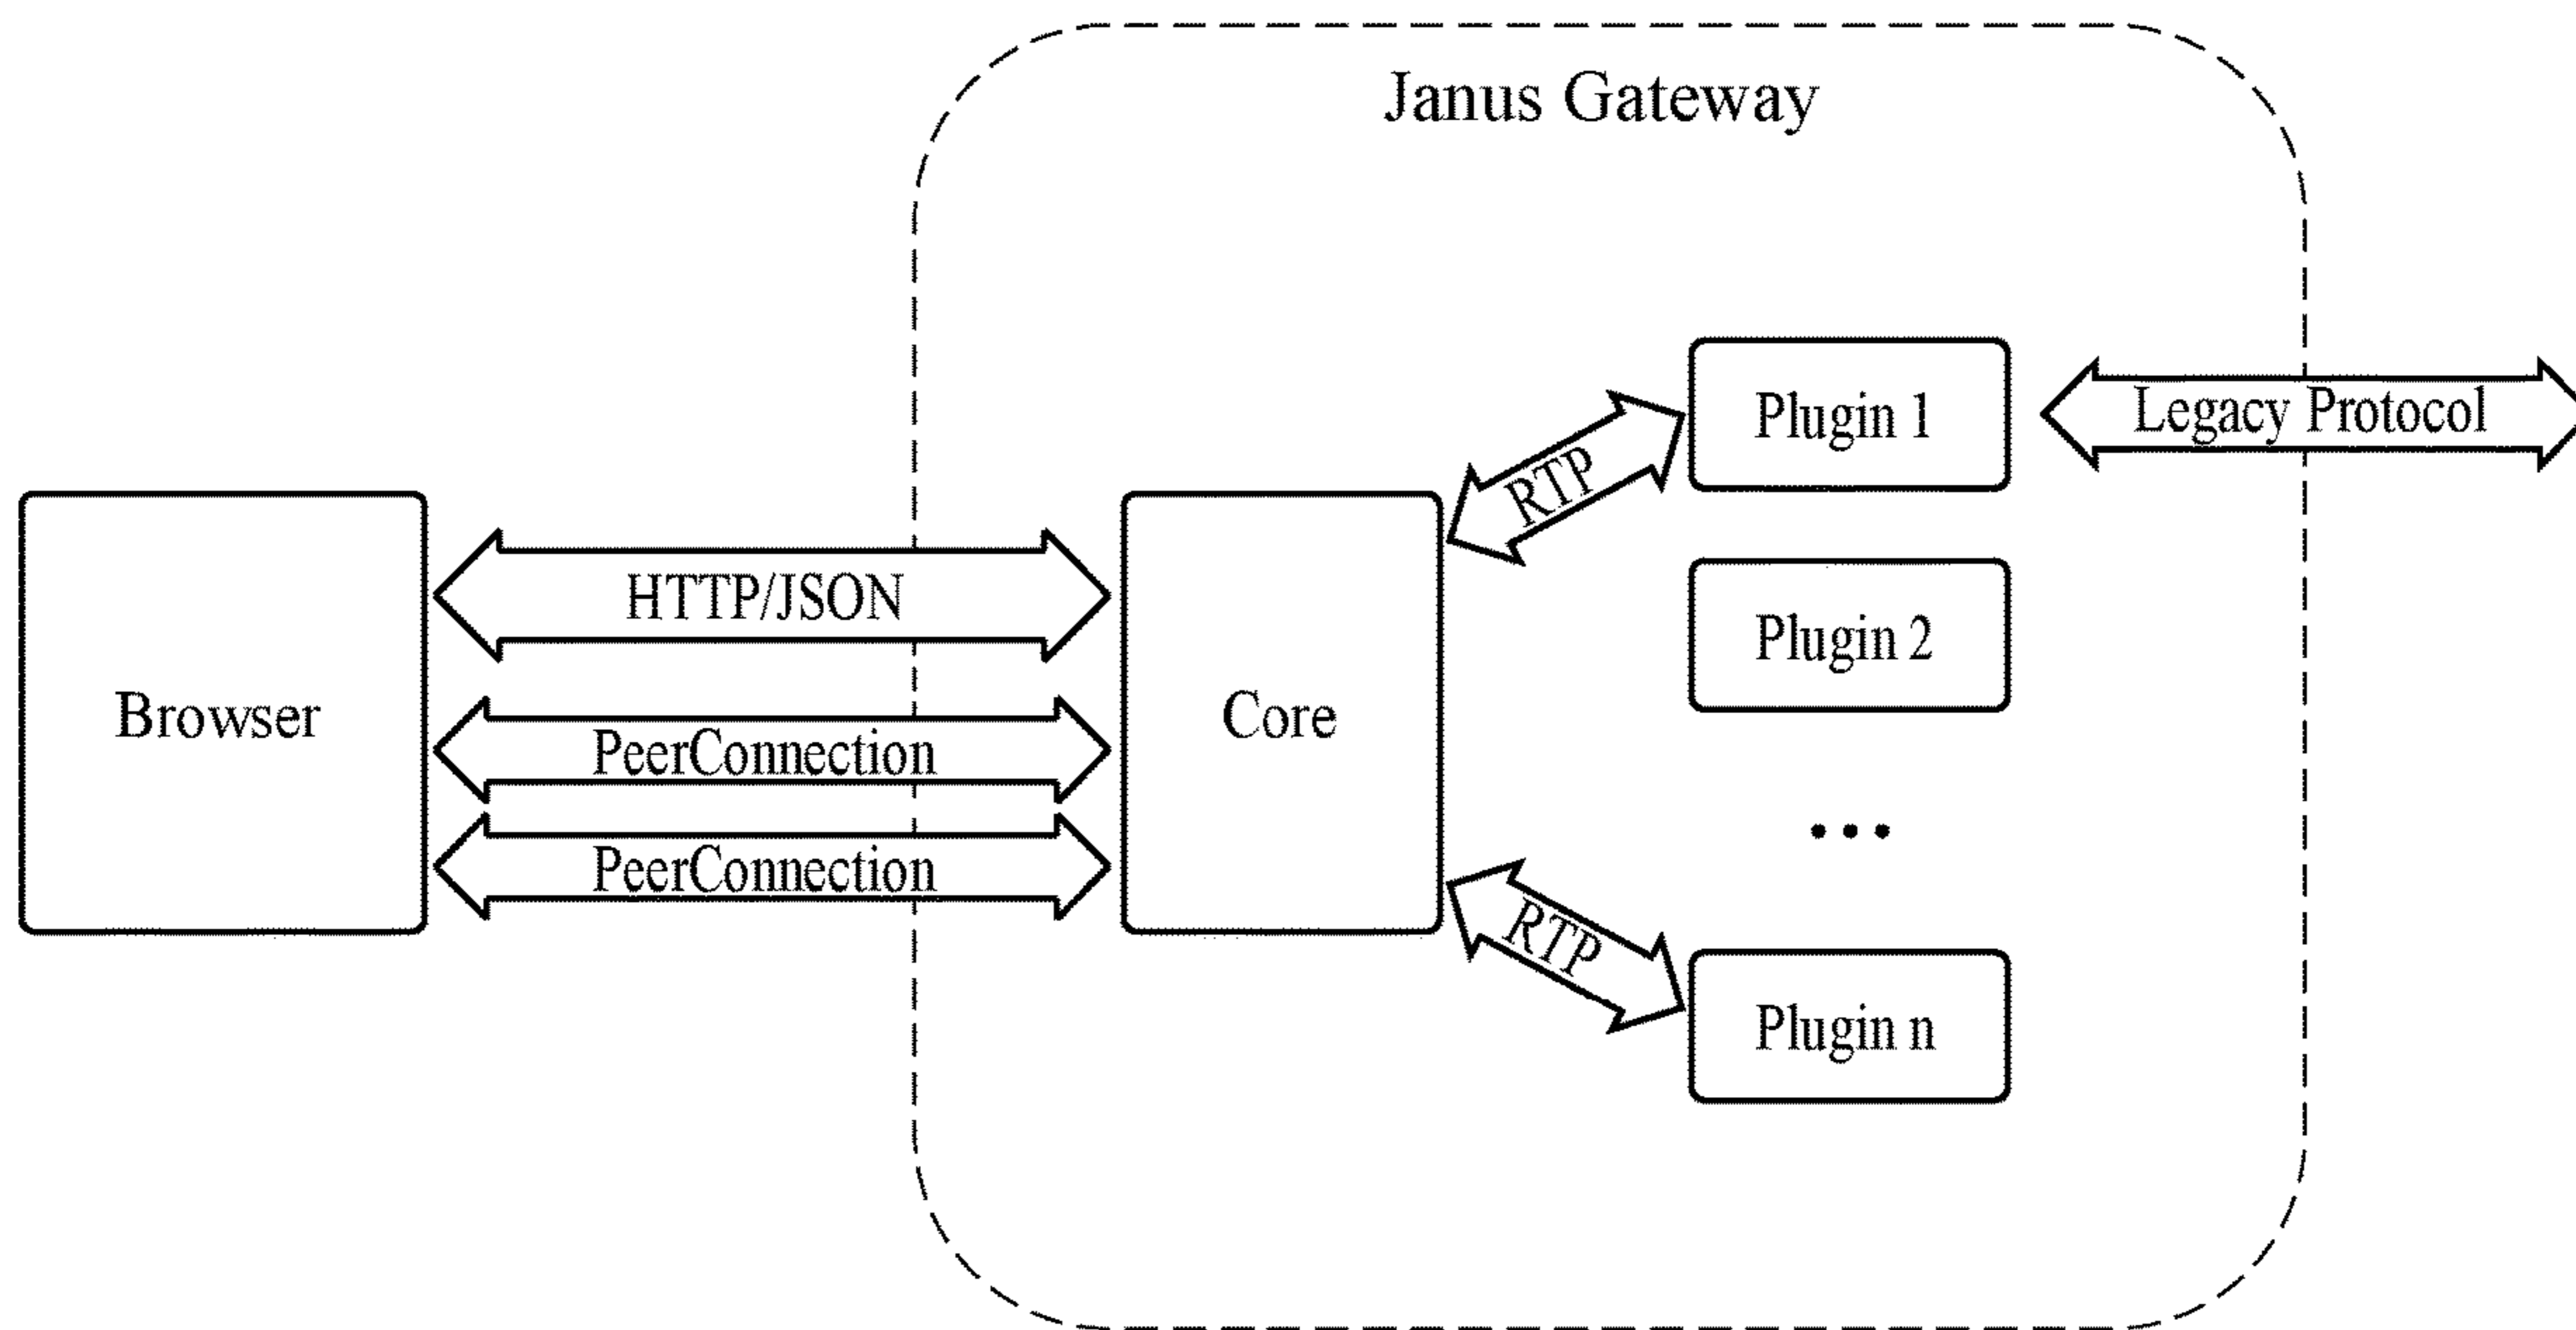 Janus Gateway
Plugin 1
Legacy Protocol
RTP
HTTP/JSON
Plugin 2
Browser
Core
PeerConnection
PeerConnection
RTP
Plugin n